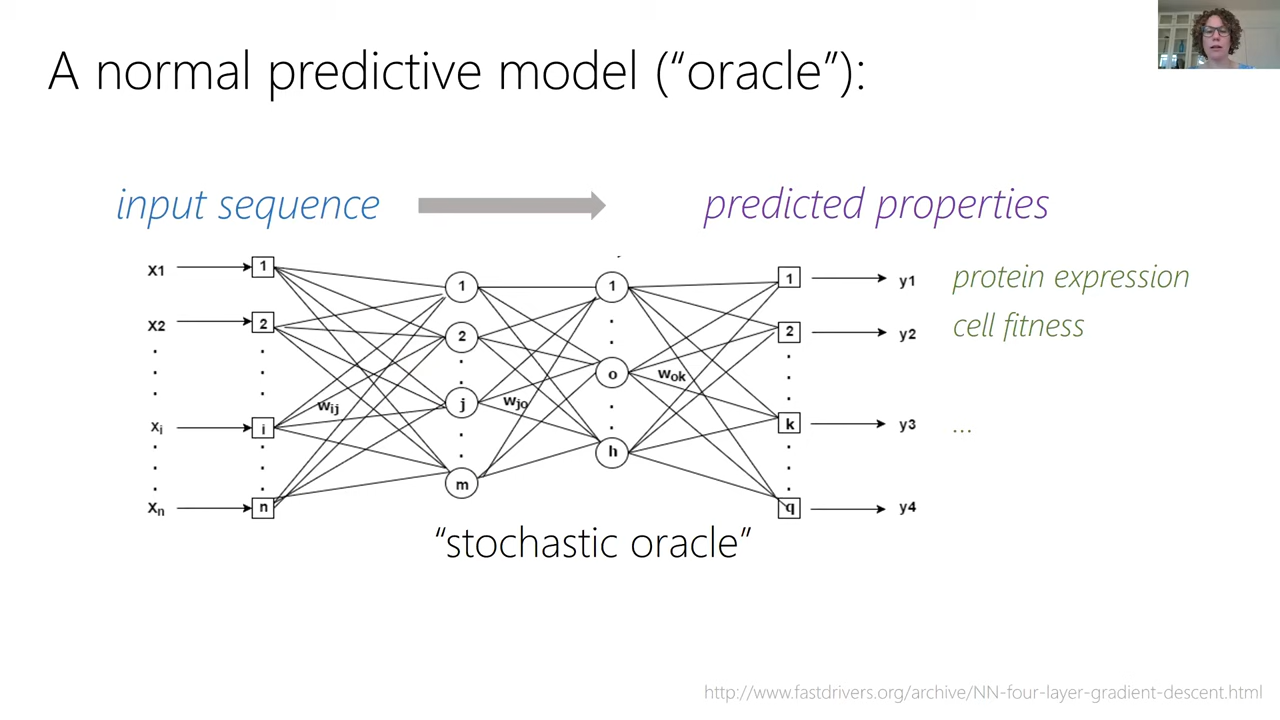 A normal predictive model (“oracle”):
input sequence
predicted properties
X1
1
1
1
1
y1
protein expression
X2
2
2
2
y2
cell fitness
wij
j
wjo
o
wok
xi
i
k
y3
...
h
m
Xn
n
q
y4
“stochastic oracle”
http://www.fastdrivers.org/archive/NN-four-layer-gradient-descent.html